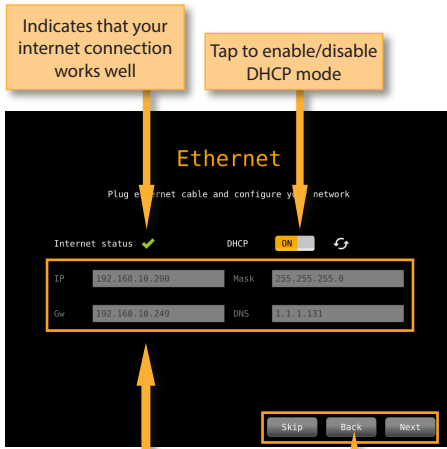 Indicates that your
internet connection
works well
Tap to enable/disable
DHCP mode
Ethernet
Plug ethernet cable and configure your network
Internet status
DHCP
ON
IP
192.168.10.200
Mask
255.255.255.0
Gw
192.168.10.249
DNS
1.1.1.131
Skip
Back
Next